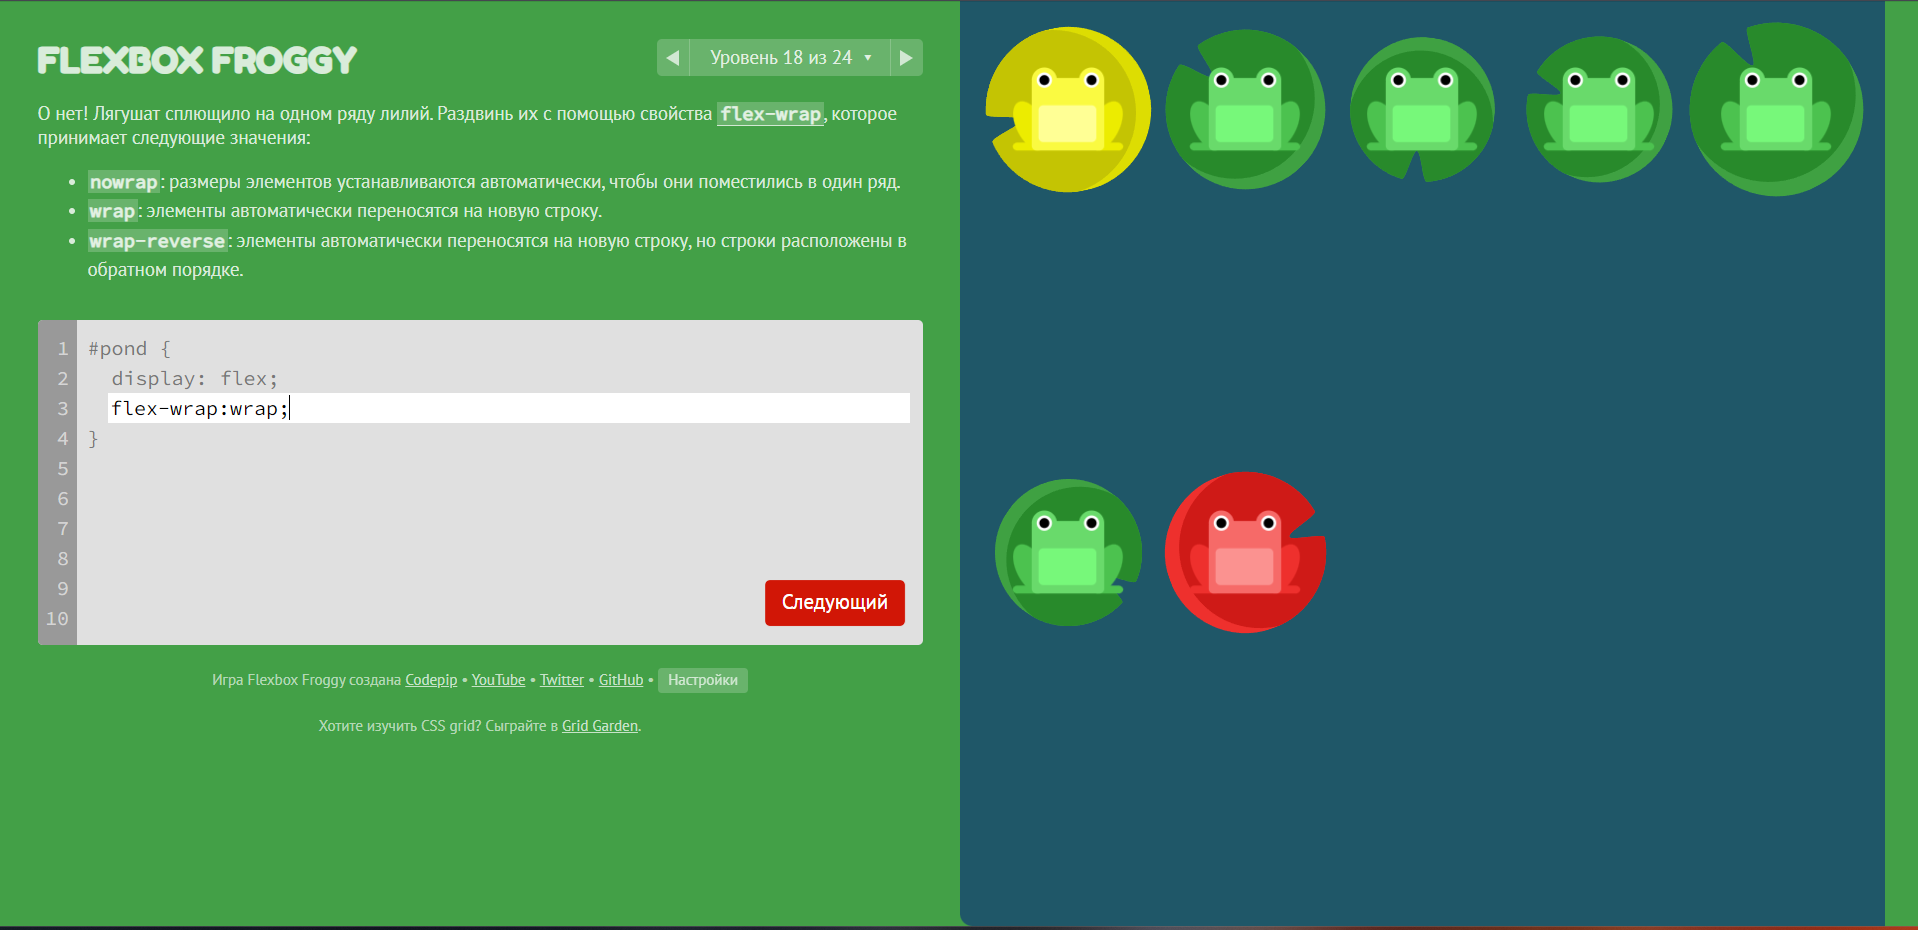 FLEXBOX FROGGY
Уровень 18 из 24
О нет! Лягушат сплющило на одном ряду лилий. Раздвинь их с помощью свойства flex-wrap, которое
принимает следующие значения:
• nowrap: размеры элементов устанавливаются автоматически, чтобы они поместились в один ряд.
• wrap: элементы автоматически переносятся на новую строку.
• wrap-reverse: элементы автоматически переносятся на новую строку, но строки расположены в
обратном порядке.
1 #pond {
2 display: flex;
3 flex-wrap:wrap;
4 }
5
6
7
8
9
10
Следующий
Игра Flexbox Froggy создана Codepip • YouTube • Twitter • GitHub • Настройки
Хотите изучить CSS grid? Сыграйте в Grid Garden.